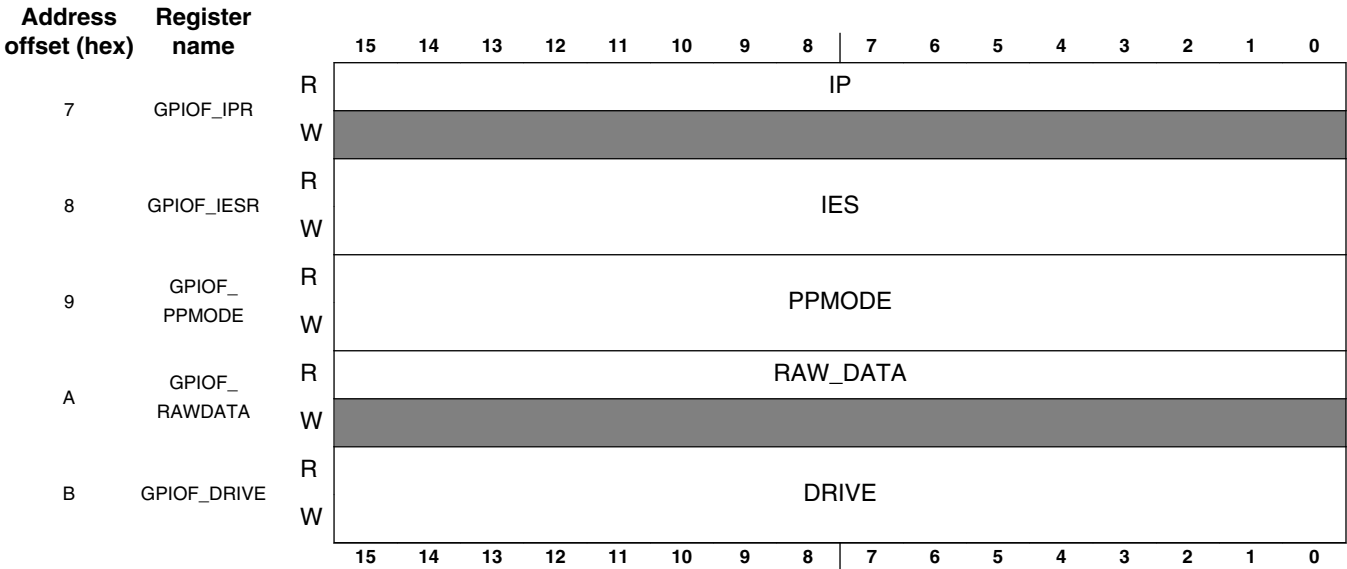 Address Register
offset (hex) name 15 14 13 12 11 10 9 8 7 6 5 4 3 2 1 0
R IP
7 GPIOF_IPR
W
R
8 GPIOF_IESR IES
W
R
GPIOF_
9 PPMODE
PPMODE
W
R RAW_DATA
GPIOF_
A
RAWDATA
W
R
B GPIOF_DRIVE DRIVE
W
15 14 13 12 11 10 9 8 7 6 5 4 3 2 1 0